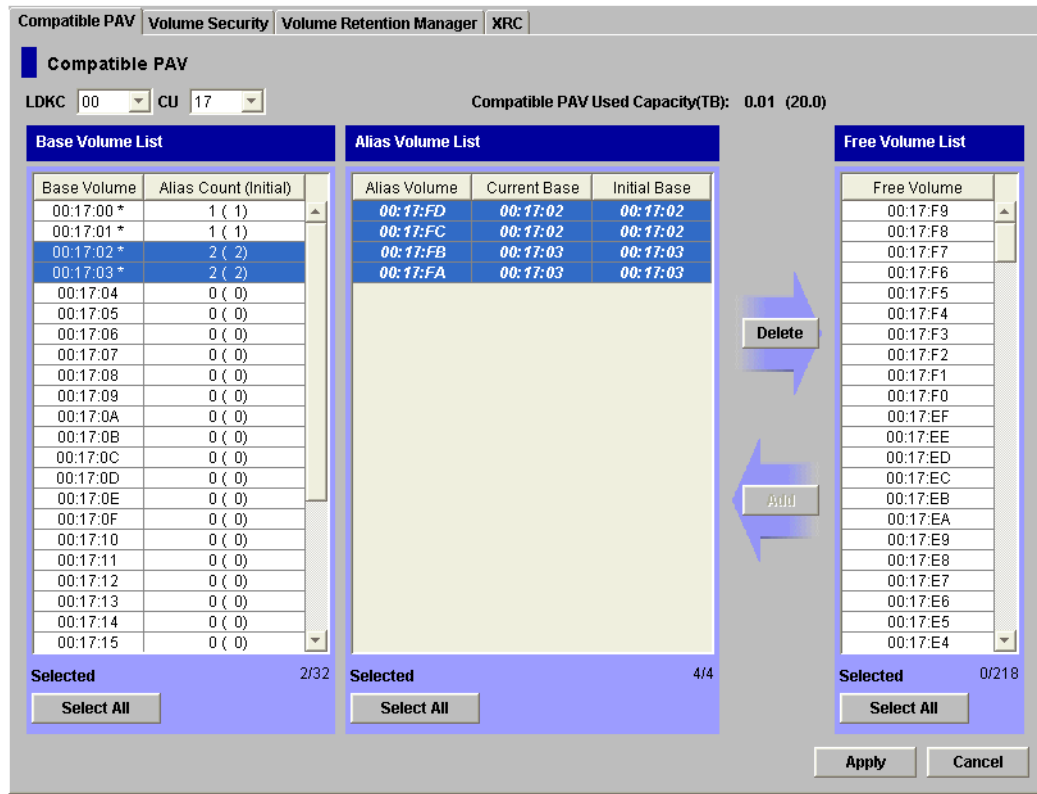 Compatible PAV Volume Security Volume Retention Manager XRC
Compatible PAV
LDKC 00 CU 17 Compatible PAV Used Capacity(TB): 0.01 (20.0)
Base Volume List
Base Volume Alias Count (Initial)
00:17:00 * 1 ( 1)
00:17:01 * 1 ( 1)
00:17:02 * 2 ( 2)
00:17:03 * 2 ( 2)
00:17:04 0 ( 0)
00:17:05 0 ( 0)
00:17:06 0 ( 0)
00:17:07 0 ( 0)
00:17:08 0 ( 0)
00:17:09 0 ( 0)
00:17:0A 0 ( 0)
00:17:0B 0 ( 0)
00:17:0C 0 ( 0)
00:17:0D 0 ( 0)
00:17:0E 0 ( 0)
00:17:0F 0 ( 0)
00:17:10 0 ( 0)
00:17:11 0 ( 0)
00:17:12 0 ( 0)
00:17:13 0 ( 0)
00:17:14 0 ( 0)
00:17:15 0 ( 0)
Selected 2/32
Select All
Alias Volume List
Alias Volume Current Base Initial Base
00:17:FD 00:17:02 00:17:02
00:17:FC 00:17:02 00:17:02
00:17:FB 00:17:03 00:17:03
00:17:FA 00:17:03 00:17:03
Selected 4/4
Select All
Delete
Add
Free Volume List
Free Volume
00:17:F9
00:17:F8
00:17:F7
00:17:F6
00:17:F5
00:17:F4
00:17:F3
00:17:F2
00:17:F1
00:17:F0
00:17:EF
00:17:EE
00:17:ED
00:17:EC
00:17:EB
00:17:EA
00:17:E9
00:17:E8
00:17:E7
00:17:E6
00:17:E5
00:17:E4
Selected 0/218
Select All
Apply Cancel